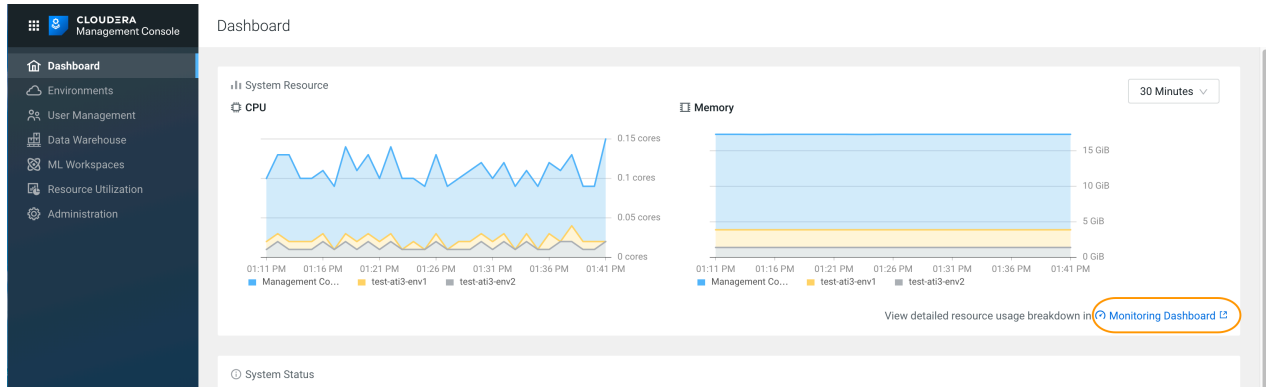 CLOUDERA
Management Console
Dashboard
Dashboard
Environments
User Management
Data Warehouse
ML Workspaces
Resource Utilization
Administration
System Resource
30 Minutes
CPU
0.15 cores
0.1 cores
0.05 cores
0 cores
01:11 PM 01:16 PM 01:21 PM 01:26 PM 01:31 PM 01:36 PM 01:41 PM
Management Co... test-ati3-env1 test-ati3-env2
Memory
15 GiB
10 GiB
5 GiB
0 GiB
01:11 PM 01:16 PM 01:21 PM 01:26 PM 01:31 PM 01:36 PM 01:41 PM
Management Co... test-ati3-env1 test-ati3-env2
View detailed resource usage breakdown in Monitoring Dashboard
System Status